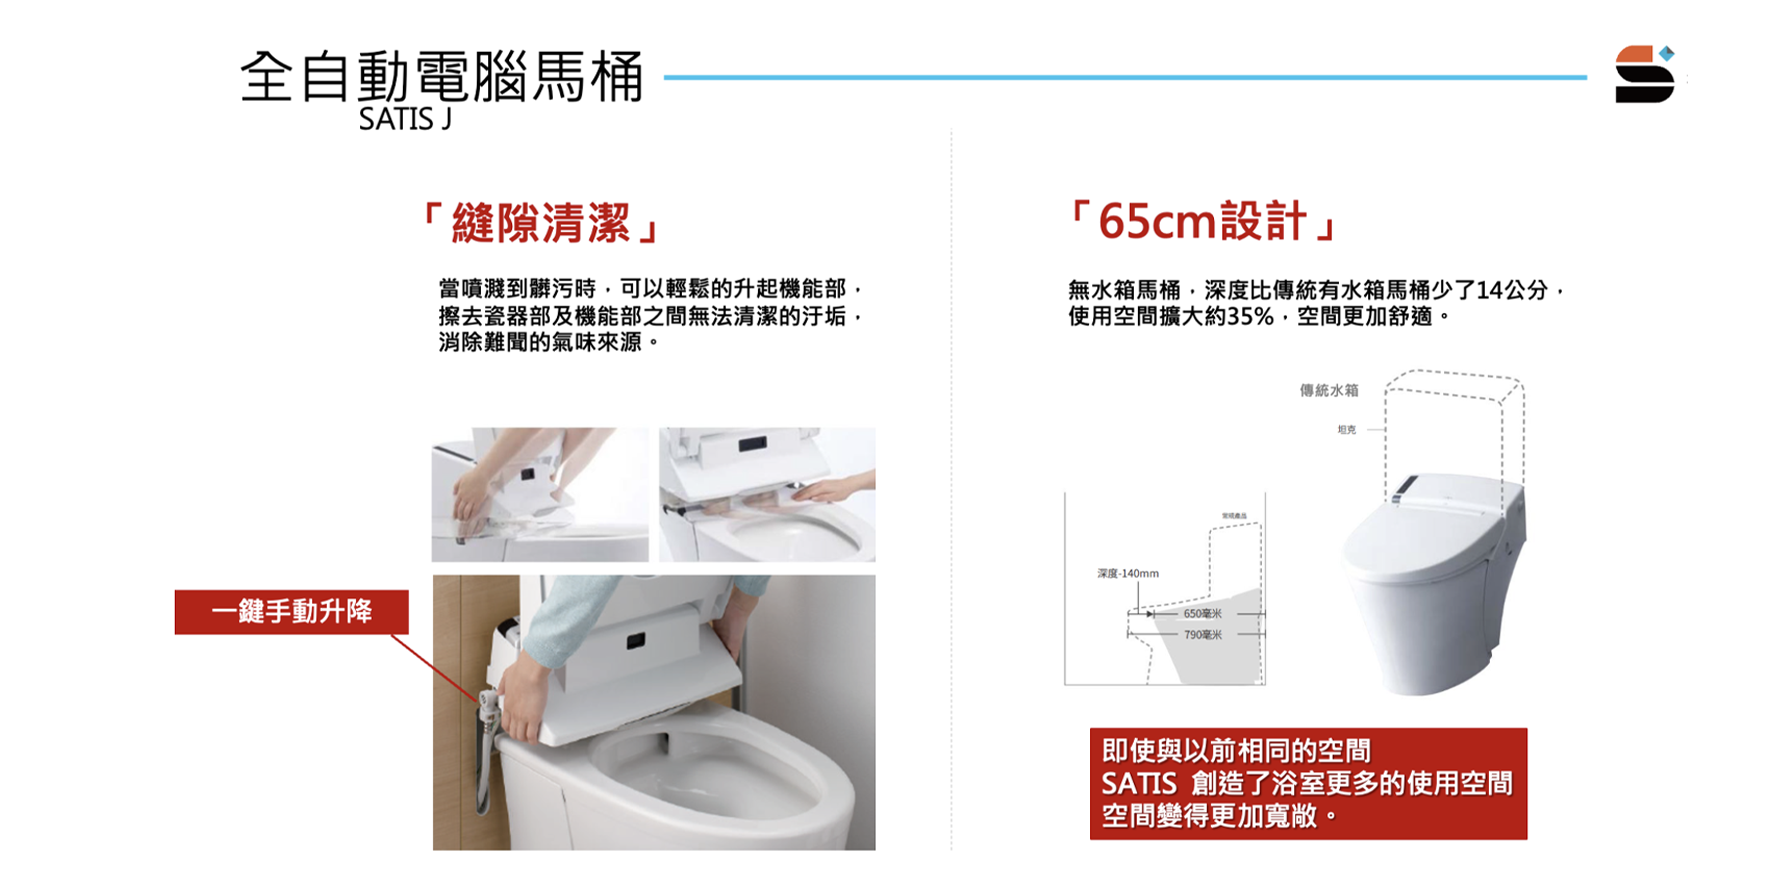 全自動電腦馬桶
SATIS J
「縫隙清潔」
當噴濺到髒污時，可以輕鬆的升起機能部，
擦去瓷器部及機能部之間無法清潔的汙垢，
消除難聞的氣味來源。
一鍵手動升降
「65cm設計」
無水箱馬桶，深度比傳統有水箱馬桶少了14公分，
使用空間擴大約35%，空間更加舒適。
傳統水箱
坦克
常規產品
深度-140mm
650毫米
790毫米
即使與以前相同的空間
SATIS 創造了浴室更多的使用空間
空間變得更加寬敞。